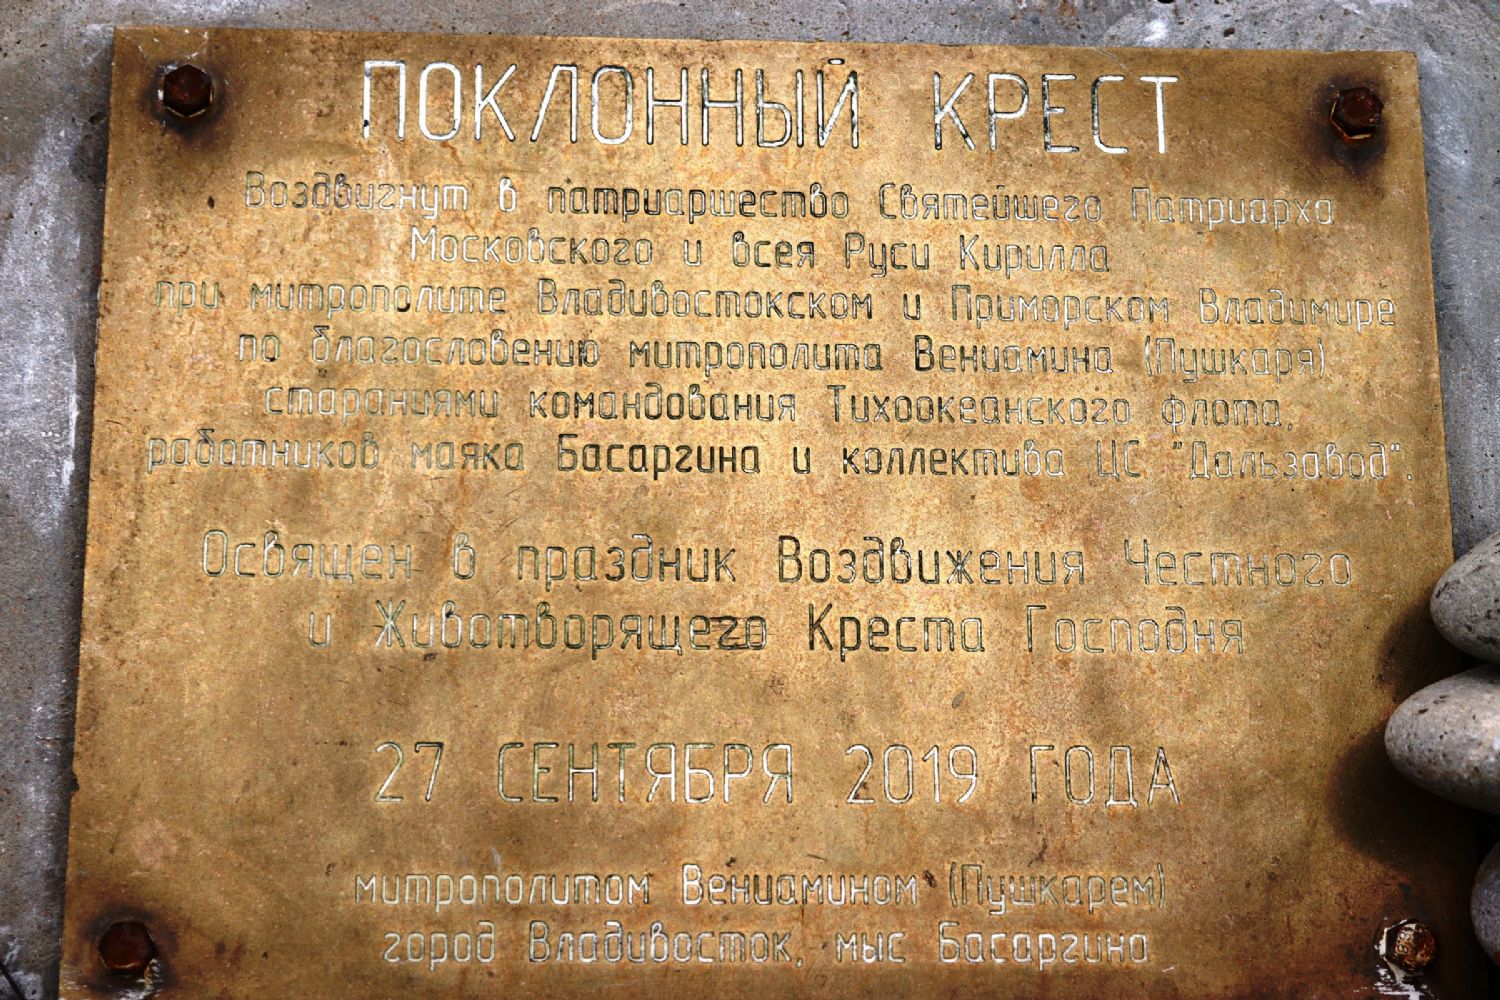 ПОКЛОННЫЙ КРЕСТ
Воздвигнут в патриаршество Святейшего Патриарха
Московского и всея Руси Кирилла
при митрополите Владивостокском и Приморском Владимире
по благословению митрополита Вениамина (Пушкаря)
стараниями командования Тихоокеанского флота,
работников маяка Басаргина и коллектива ЦС "Дальзавод".
Освящен в праздник Воздвижения Честного
и Животворящего Креста Господня
27 СЕНТЯБРЯ 2019 ГОДА
митрополитом Вениамином (Пушкарем)
город Владивосток, мыс Басаргина